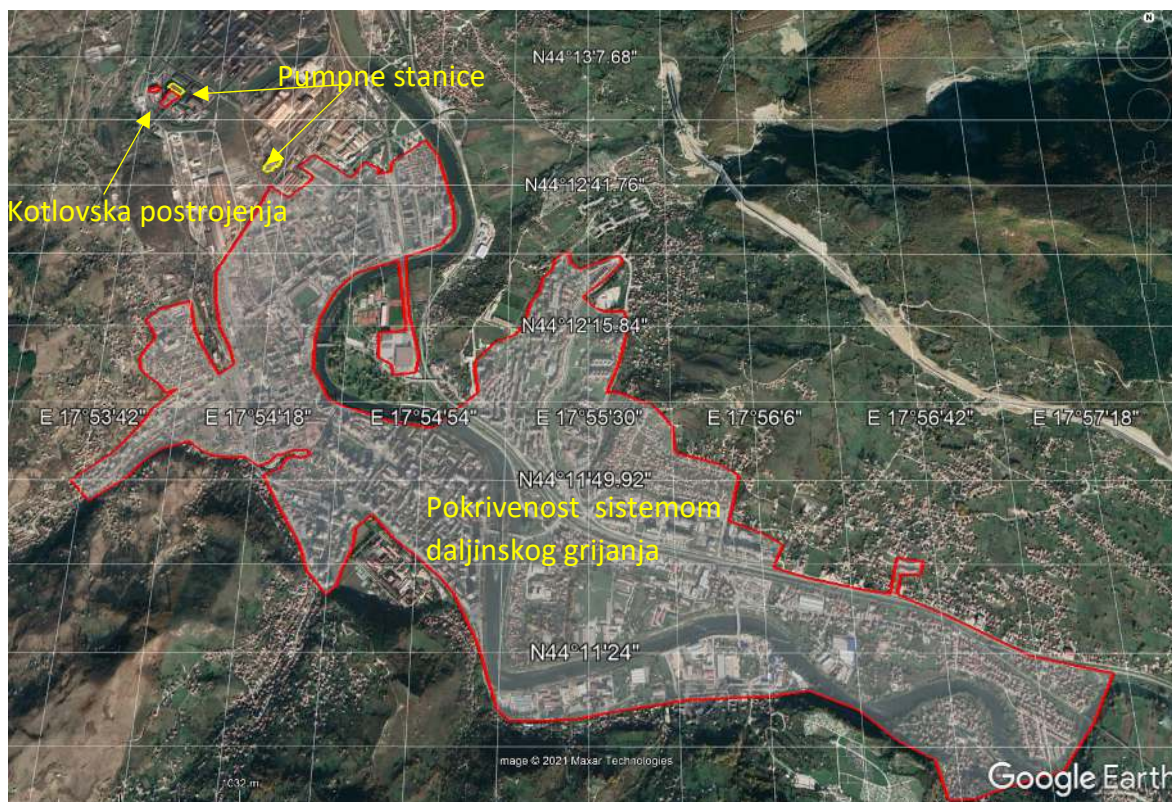 N
N44°13'7.68"
Pumpne stanice
N44°12'41.76"
Kotlovska postrojenja
N44°12'15.84"
E 17°53'42"
E 17°54'18"
E 17°54'54"
E 17°55'30"
E 17°56'6"
E 17°56'42"
E 17°57'18"
N44°11'49.92"
Pokrivenost sistemom
daljinskog grijanja
N44°11'24"
mage © 2021 Maxar Technologies
1032 m
Google Earth